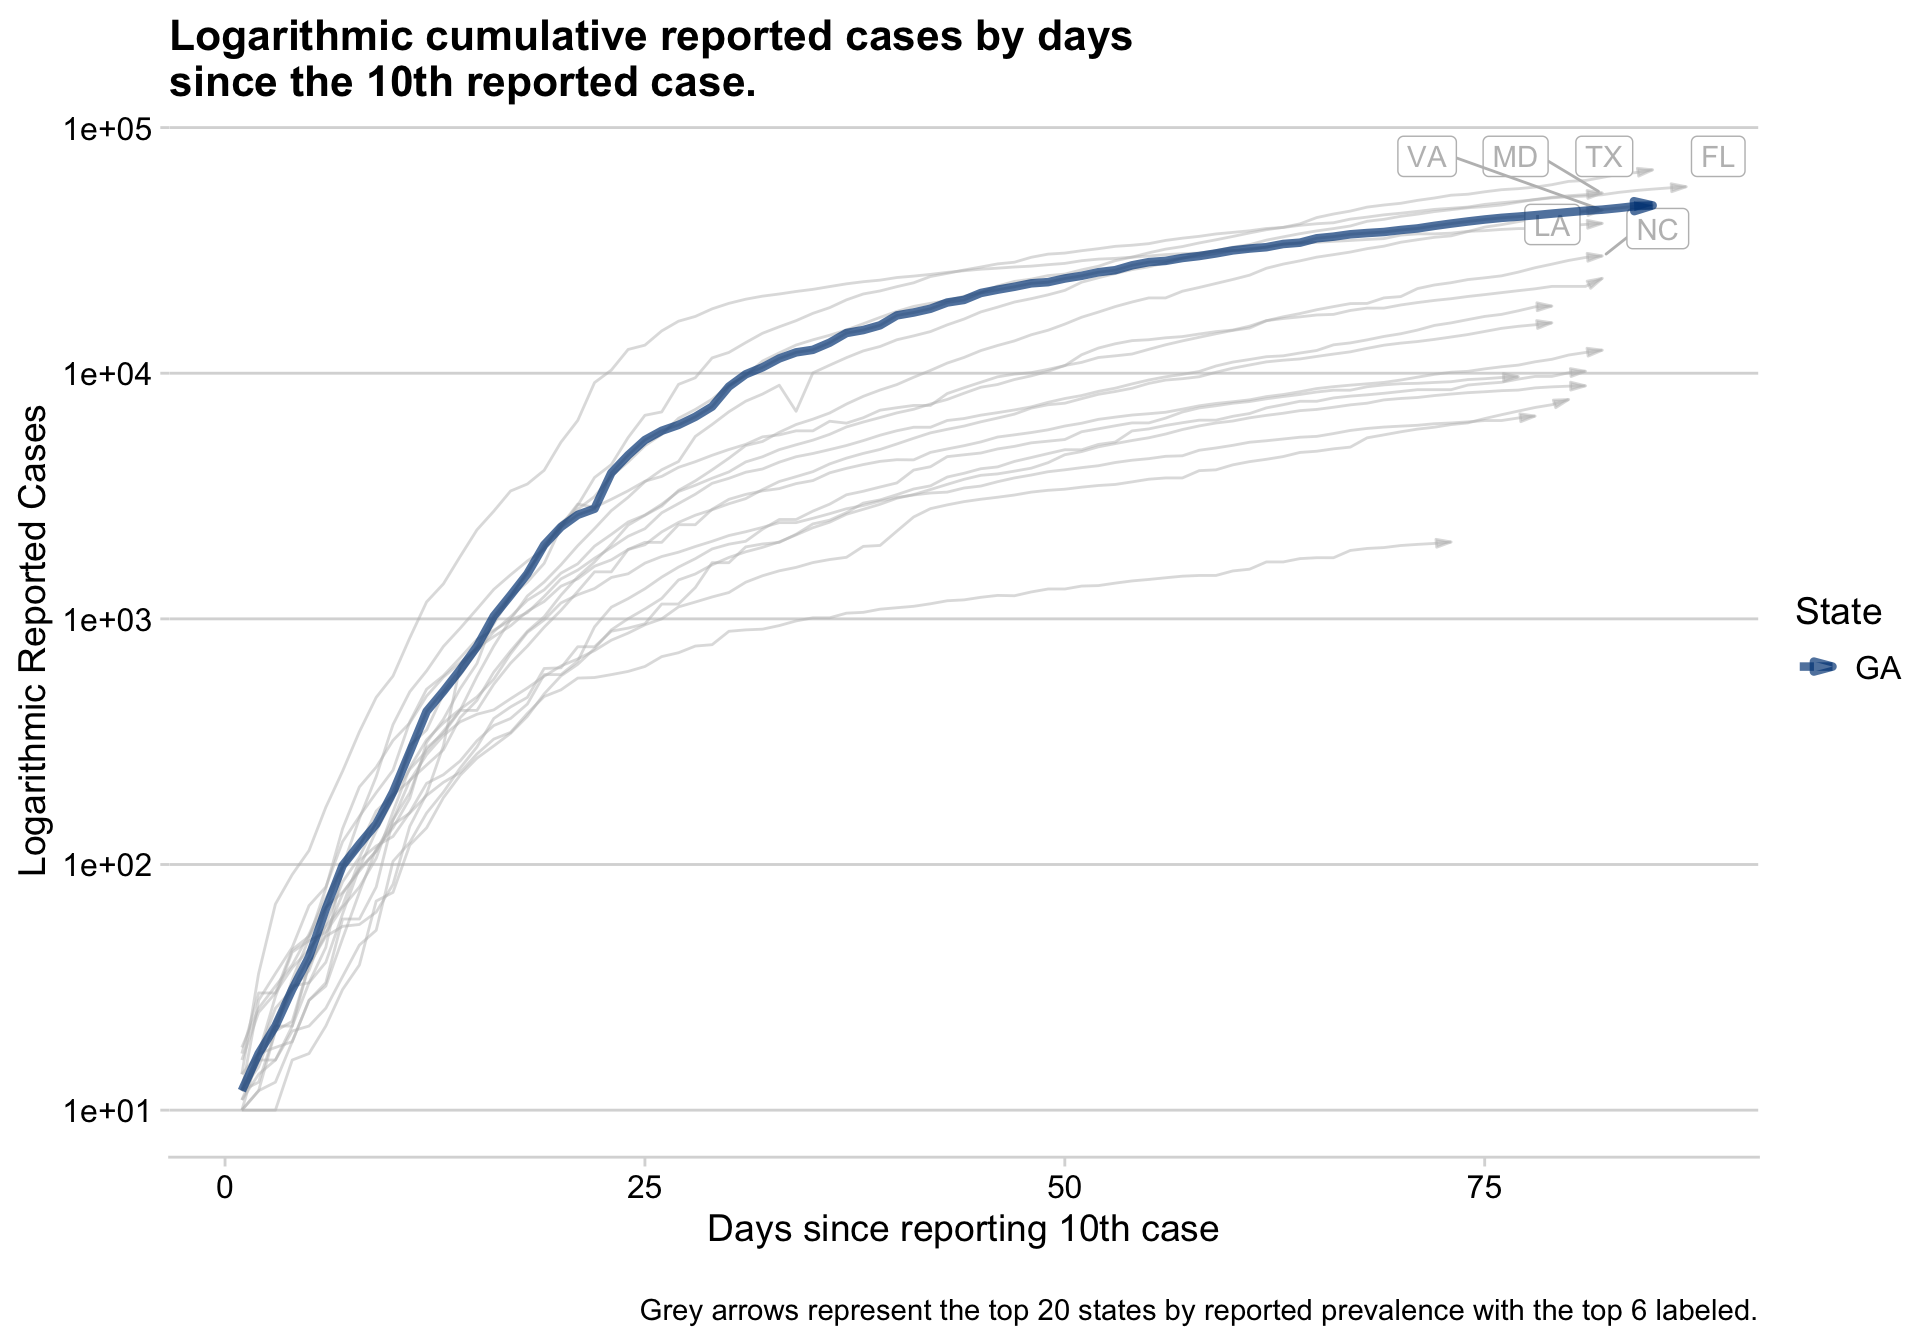 Logarithmic cumulative reported cases by days
since the 10th reported case.
1e+05
VA MD TX FL
LA NC
1e+04
1e+03
1e+02
1e+01
Logarithmic Reported Cases
State
GA
0 25 50 75
Days since reporting 10th case
Grey arrows represent the top 20 states by reported prevalence with the top 6 labeled.